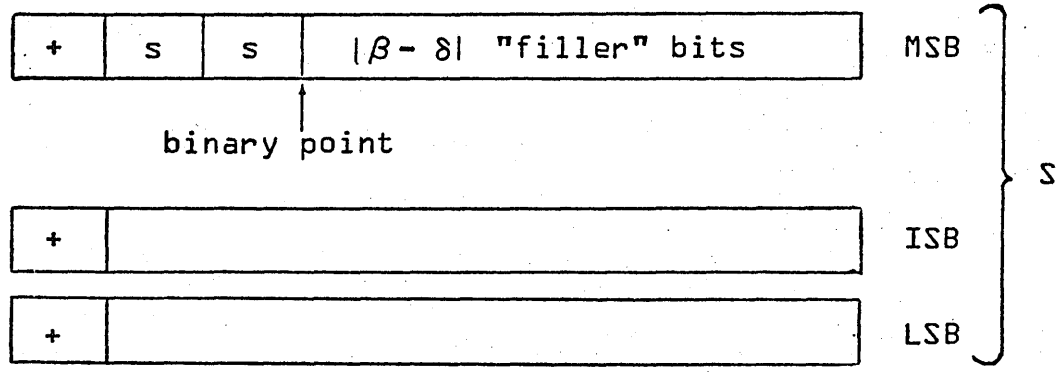 + s s |β - δ| "filler" bits MSB
binary point
S
+ ISB
+ LSB